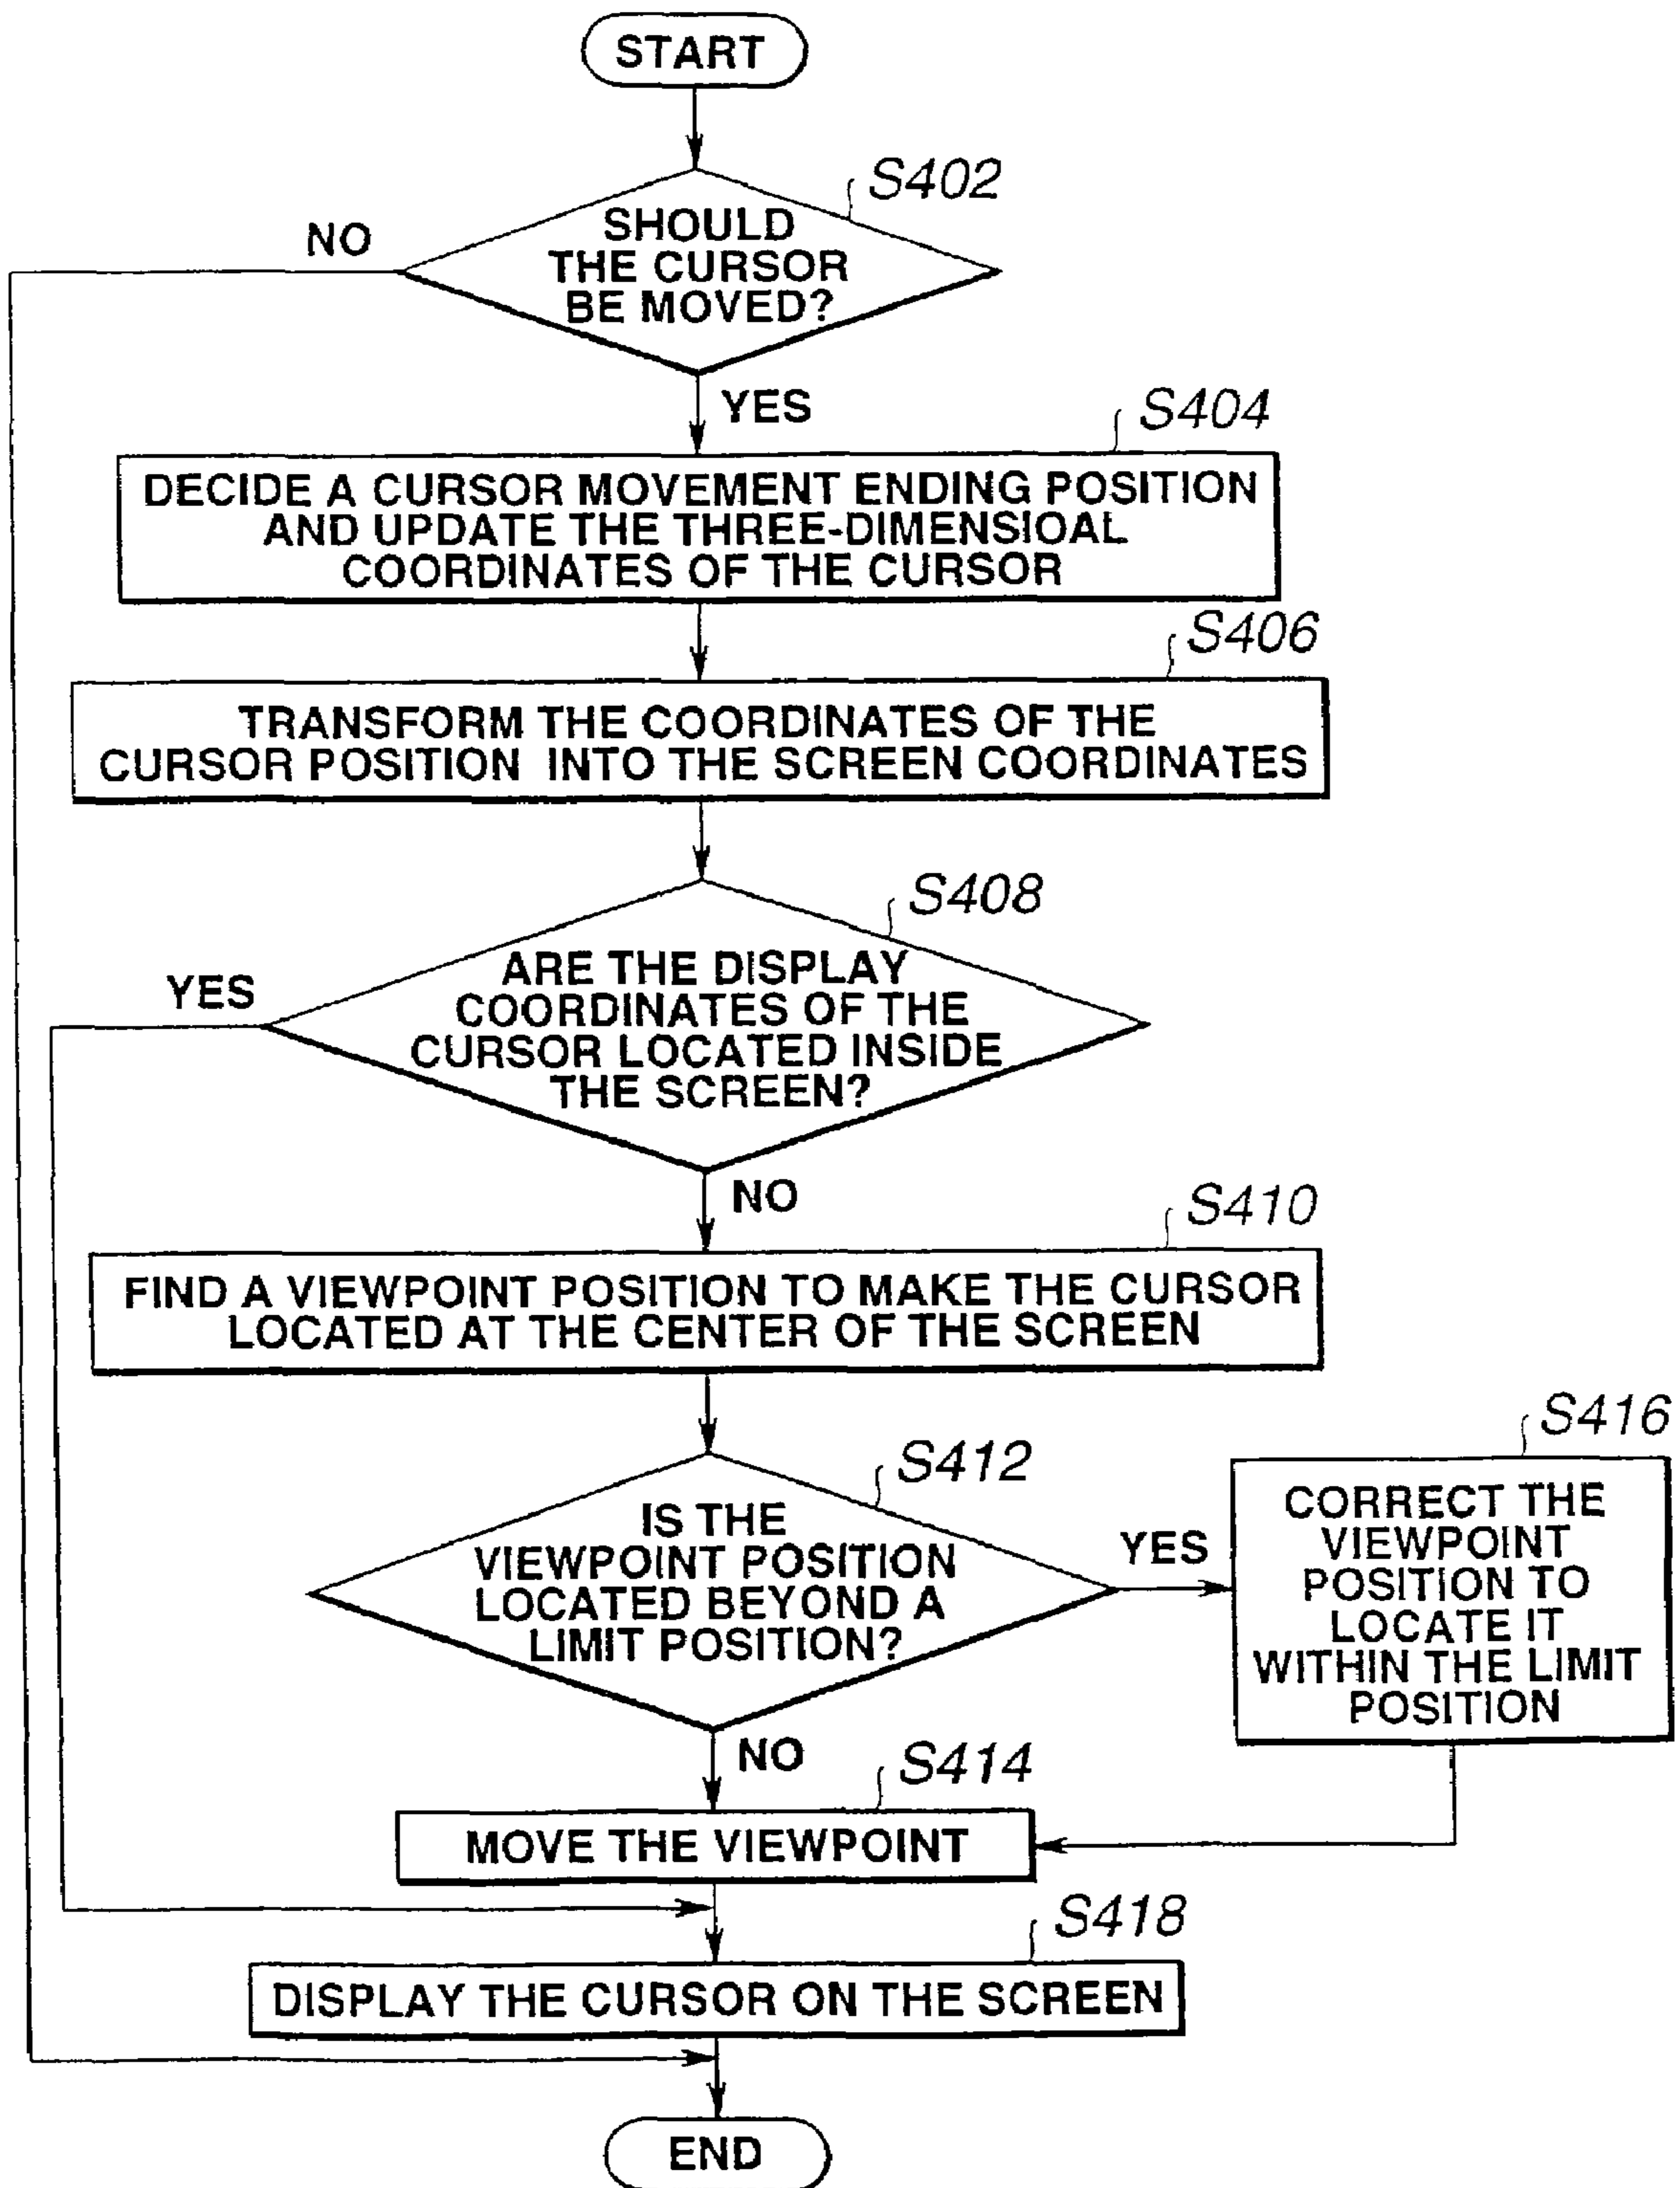 START
S402
NO
SHOULD
THE CURSOR
BE MOVED?
YES
S404
DECIDE A CURSOR MOVEMENT ENDING POSITION
AND UPDATE THE THREE-DIMENSIOAL
COORDINATES OF THE CURSOR
S406
TRANSFORM THE COORDINATES OF THE
CURSOR POSITION INTO THE SCREEN COORDINATES
S408
YES
ARE THE DISPLAY
COORDINATES OF THE
CURSOR LOCATED INSIDE
THE SCREEN?
NO
S410
FIND A VIEWPOINT POSITION TO MAKE THE CURSOR
LOCATED AT THE CENTER OF THE SCREEN
S412
IS THE
VIEWPOINT POSITION
LOCATED BEYOND A
LIMIT POSITION?
YES
S416
CORRECT THE
VIEWPOINT
POSITION TO
LOCATE IT
WITHIN THE LIMIT
POSITION
NO
S414
MOVE THE VIEWPOINT
S418
DISPLAY THE CURSOR ON THE SCREEN
END